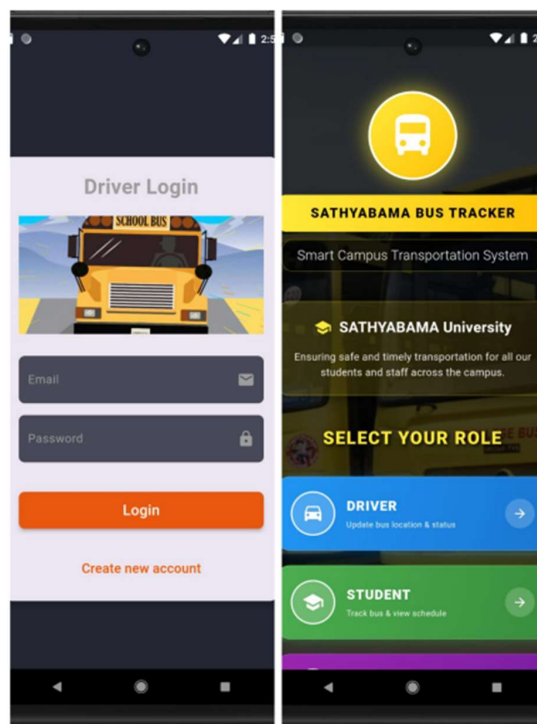 2:5
Driver Login
SCHOOL BUS
Email
Password
Login
Create new account
SATHYABAMA BUS TRACKER
Smart Campus Transportation System
SATHYABAMA University
Ensuring safe and timely transportation for all our
students and staff across the campus.
SELECT YOUR ROLE
DRIVER
Update bus location & status
STUDENT
Track bus & view schedule